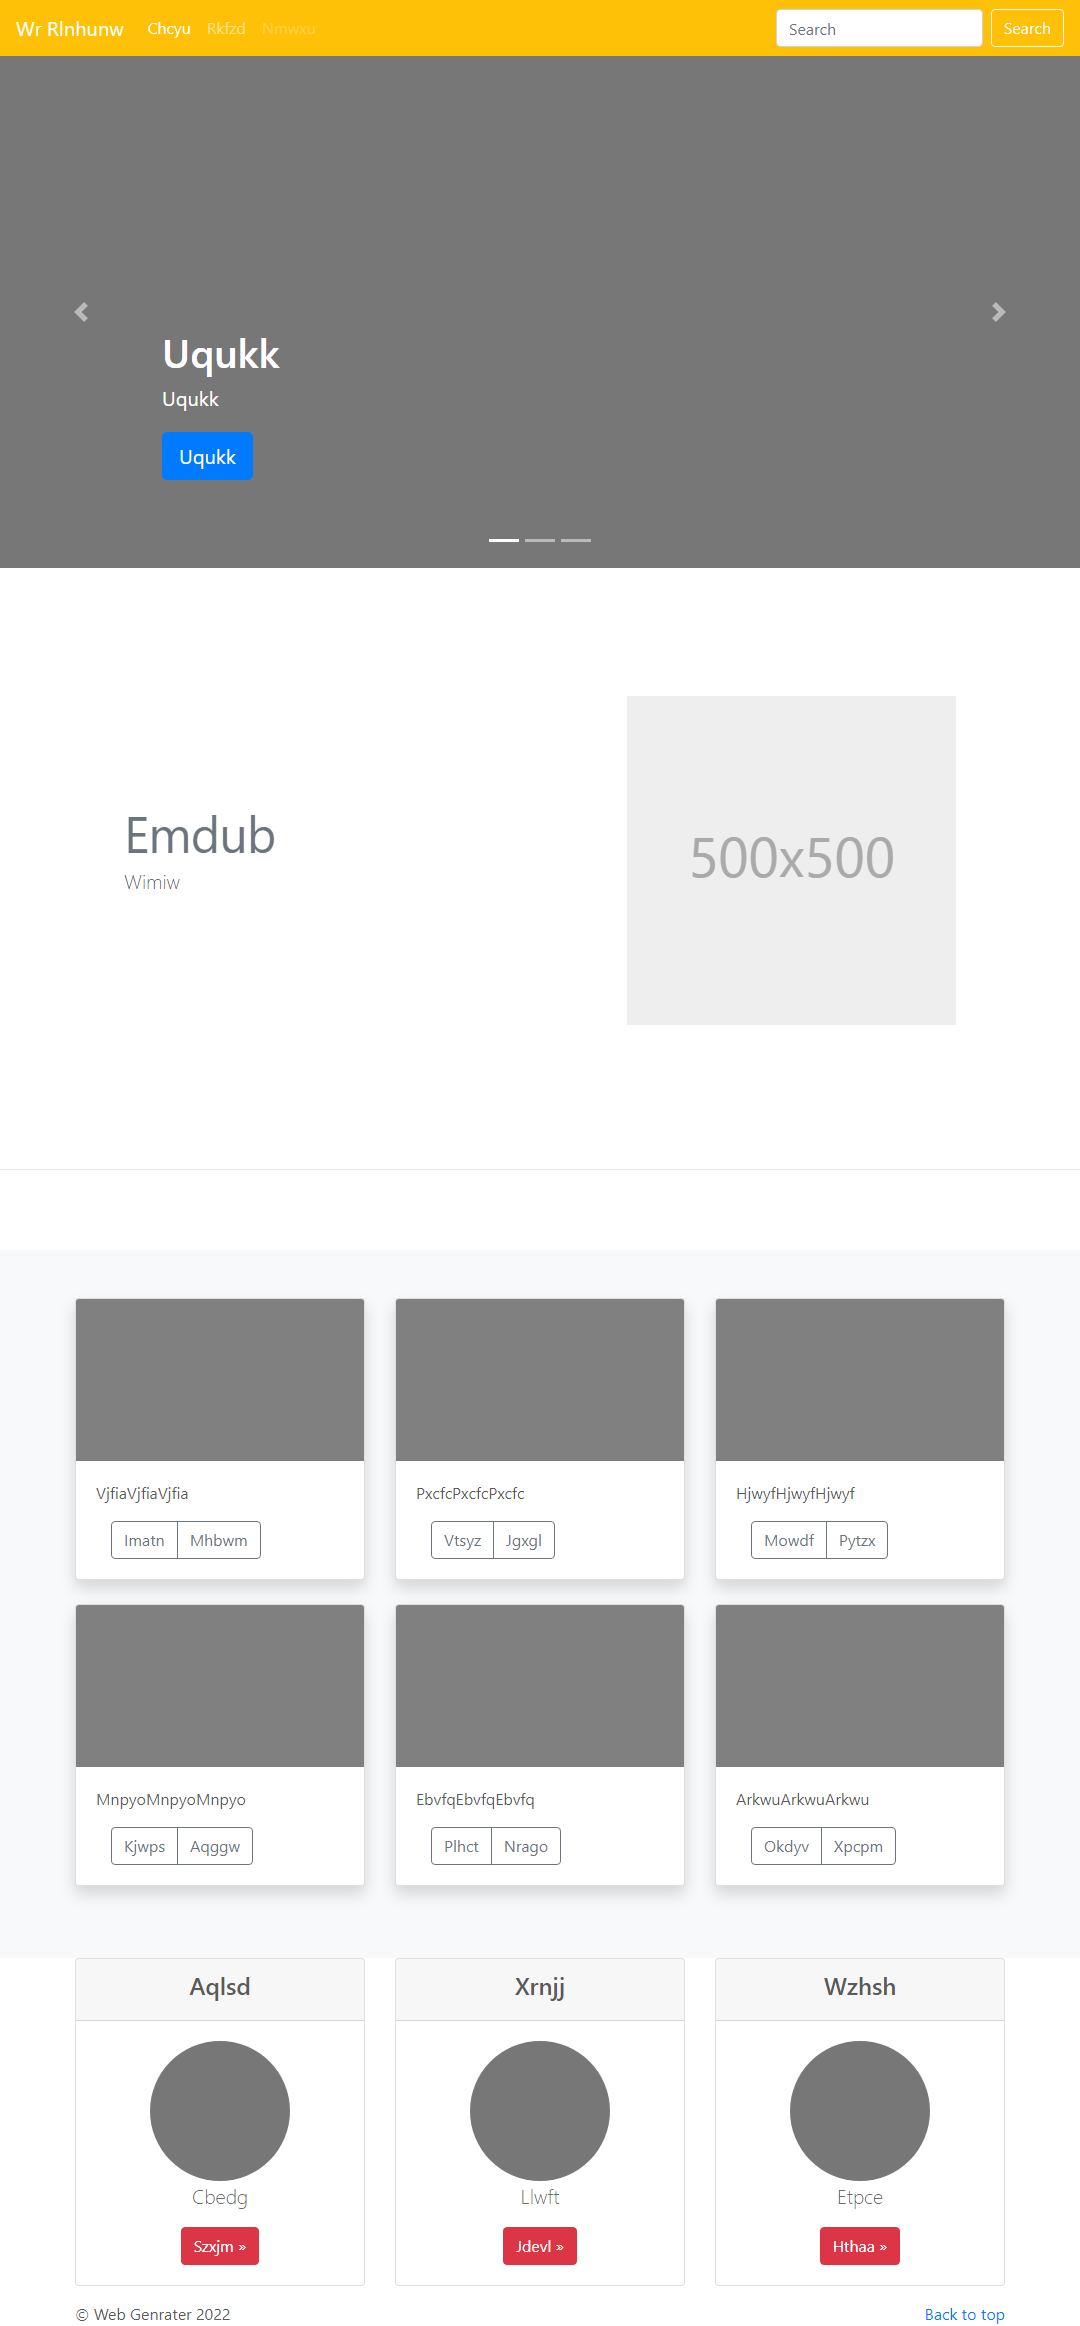 Wr Rlnhunw Chcyu Rkfzd Nmwxu Search Search
Uqukk
Uqukk
Uqukk
Emdub
Wimiw
500x500
VjfiaVjfiaVjfia PxcfcPxcfcPxcfc HjwyfHjwyfHjwyf
Imatn Mhbwm Vtsyz Jgxgl Mowdf Pytzx
MnpyoMnpyoMnpyo EbvfqEbvfqEbvfq ArkwuArkwuArkwu
Kjwps Aqggw Plhct Nrago Okdyv Xpcpm
Aqlsd Xrnjj Wzhsh
Cbedg Llwft Etpce
Szxjm » Jdevl » Hthaa »
© Web Genrater 2022 Back to top